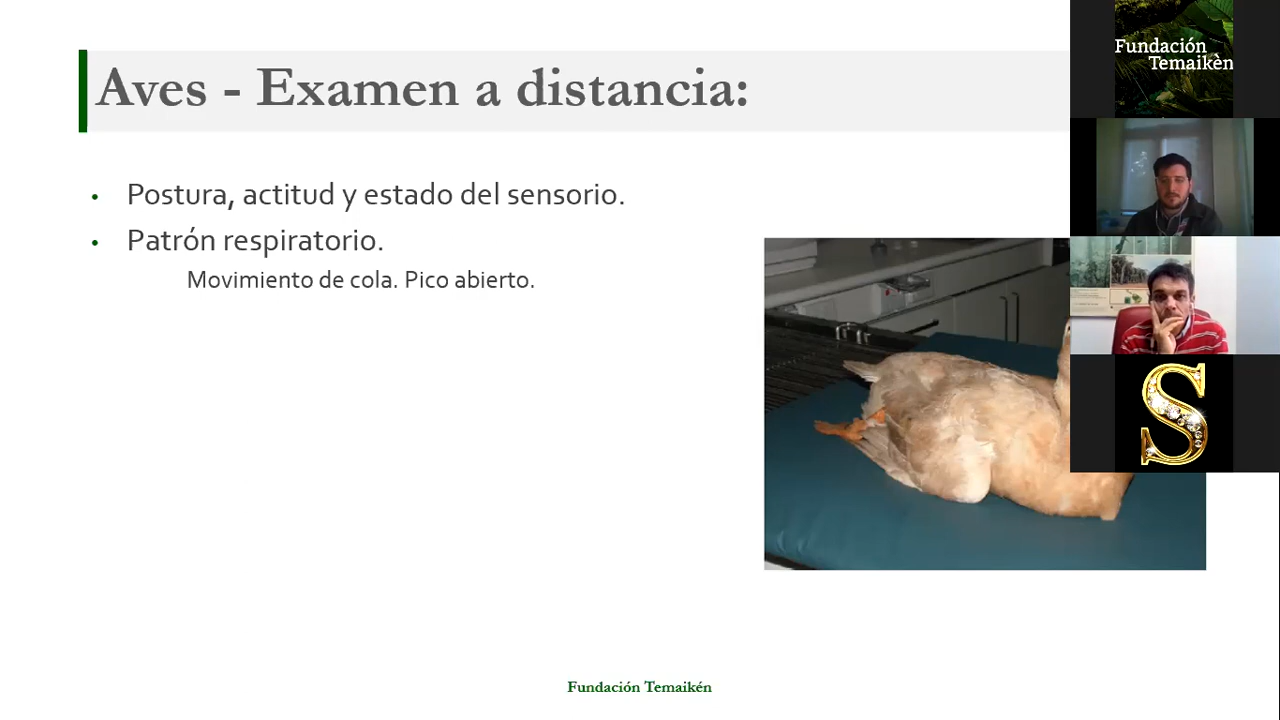 Aves - Examen a distancia:
• Postura, actitud y estado del sensorio.
• Patrón respiratorio.
Movimiento de cola. Pico abierto.
Fundación Temaikén
Fundación
Temaikèn
S